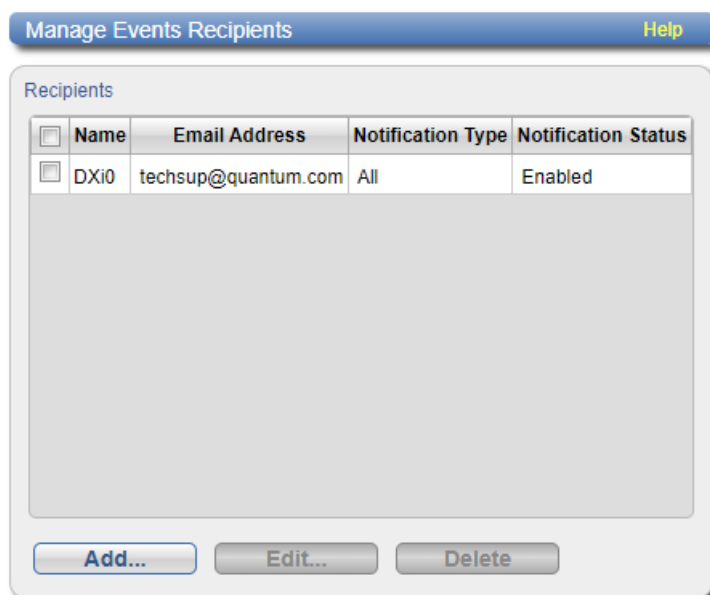 Manage Events Recipients Help
Recipients
Name Email Address Notification Type Notification Status
DXi0 techsup@quantum.com All Enabled
Add... Edit... Delete